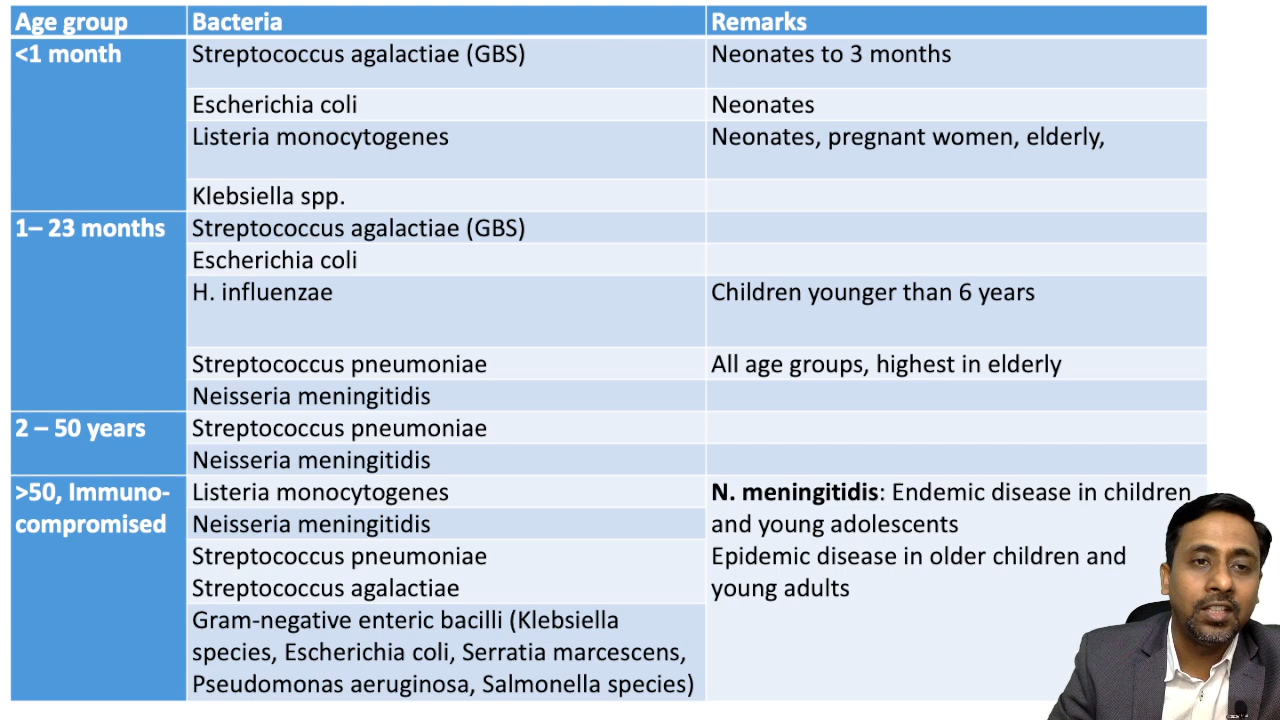 Age group Bacteria Remarks
<1 month Streptococcus agalactiae (GBS) Neonates to 3 months
Escherichia coli Neonates
Listeria monocytogenes Neonates, pregnant women, elderly,
Klebsiella spp.
1– 23 months Streptococcus agalactiae (GBS)
Escherichia coli
H. influenzae Children younger than 6 years
Streptococcus pneumoniae All age groups, highest in elderly
Neisseria meningitidis
2 – 50 years Streptococcus pneumoniae
Neisseria meningitidis
>50, Immuno- Listeria monocytogenes N. meningitidis: Endemic disease in children
compromised Neisseria meningitidis and young adolescents
Streptococcus pneumoniae Epidemic disease in older children and
Streptococcus agalactiae young adults
Gram-negative enteric bacilli (Klebsiella
species, Escherichia coli, Serratia marcescens,
Pseudomonas aeruginosa, Salmonella species)